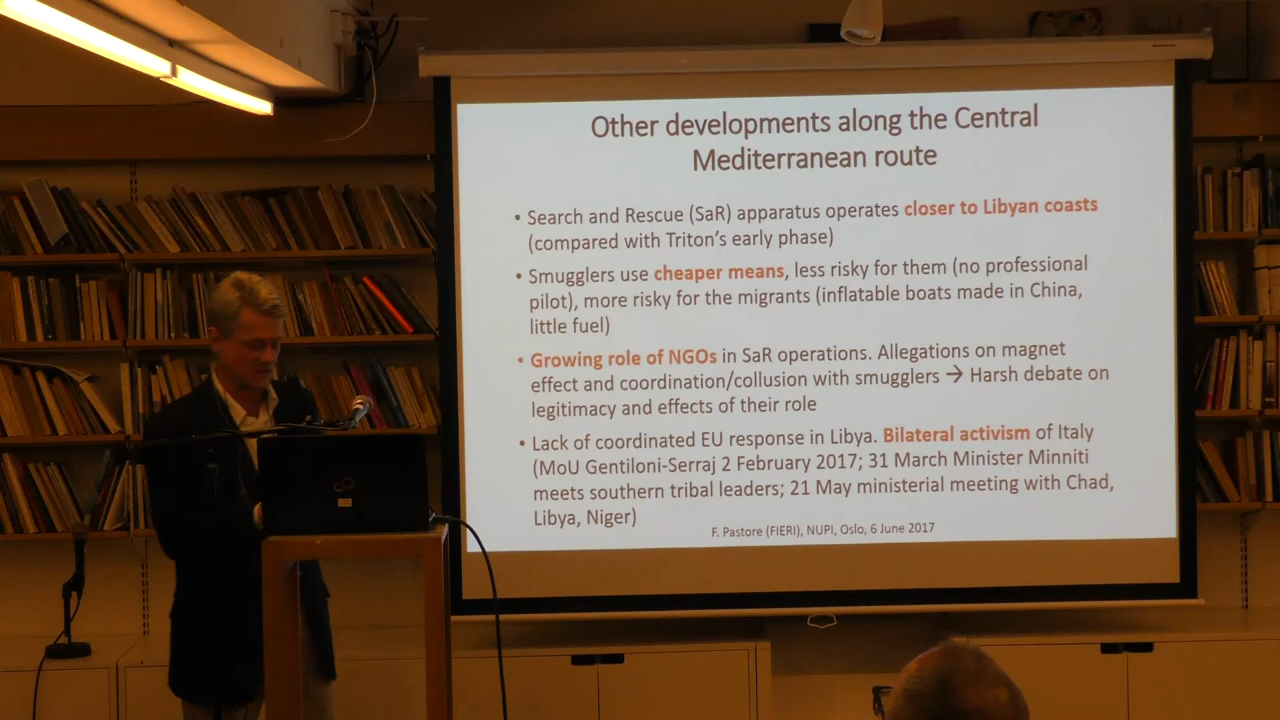 Other developments along the Central
Mediterranean route
• Search and Rescue (SaR) apparatus operates closer to Libyan coasts
(compared with Triton's early phase)
• Smugglers use cheaper means, less risky for them (no professional
pilot), more risky for the migrants (inflatable boats made in China,
little fuel)
• Growing role of NGOs in SaR operations. Allegations on magnet
effect and coordination/collusion with smugglers → Harsh debate on
legitimacy and effects of their role
• Lack of coordinated EU response in Libya. Bilateral activism of Italy
(MoU Gentiloni-Serraj 2 February 2017; 31 March Minister Minniti
meets southern tribal leaders; 21 May ministerial meeting with Chad,
Libya, Niger)
F. Pastore (FIERI), NUPI, Oslo, 6 June 2017